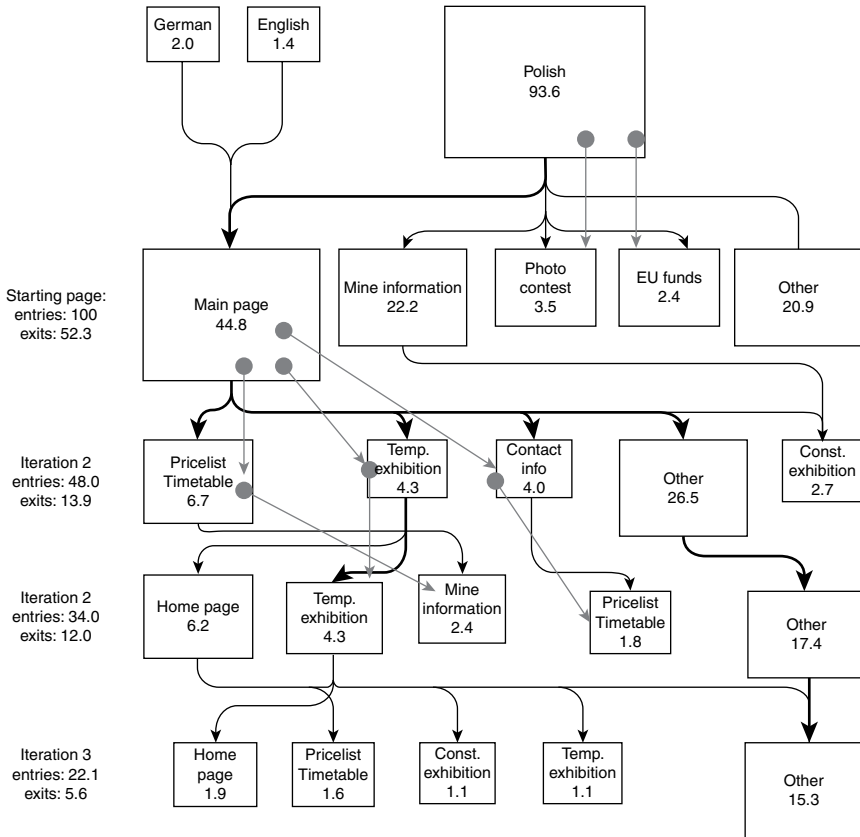 German
2.0
English
1.4
Polish
93.6
Starting page:
entries: 100
exits: 52.3
Main page
44.8
Mine information
22.2
Photo
contest
3.5
EU funds
2.4
Other
20.9
Iteration 2
entries: 48.0
exits: 13.9
Pricelist
Timetable
6.7
Temp.
exhibition
4.3
Contact
info
4.0
Other
26.5
Const.
exhibition
2.7
Iteration 2
entries: 34.0
exits: 12.0
Home page
6.2
Temp.
exhibition
4.3
Mine
information
2.4
Pricelist
Timetable
1.8
Other
17.4
Iteration 3
entries: 22.1
exits: 5.6
Home
page
1.9
Pricelist
Timetable
1.6
Const.
exhibition
1.1
Temp.
exhibition
1.1
Other
15.3